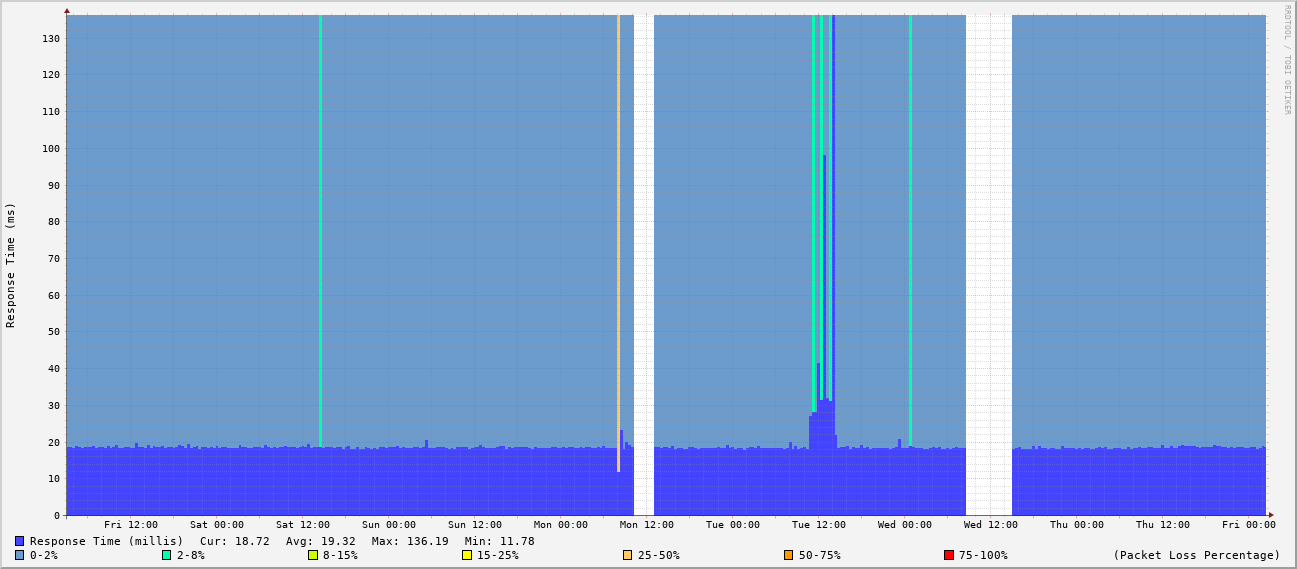 RRDTOOL / TOBI OETIKER
Response Time (ms)
130
120
110
100
90
80
70
60
50
40
30
20
10
0
Fri 12:00 Sat 00:00 Sat 12:00 Sun 00:00 Sun 12:00 Mon 00:00 Mon 12:00 Tue 00:00 Tue 12:00 Wed 00:00 Wed 12:00 Thu 00:00 Thu 12:00 Fri 00:00
Response Time (millis) Cur: 18.72 Avg: 19.32 Max: 136.19 Min: 11.78
0-2% 2-8% 8-15% 15-25% 25-50% 50-75% 75-100% (Packet Loss Percentage)